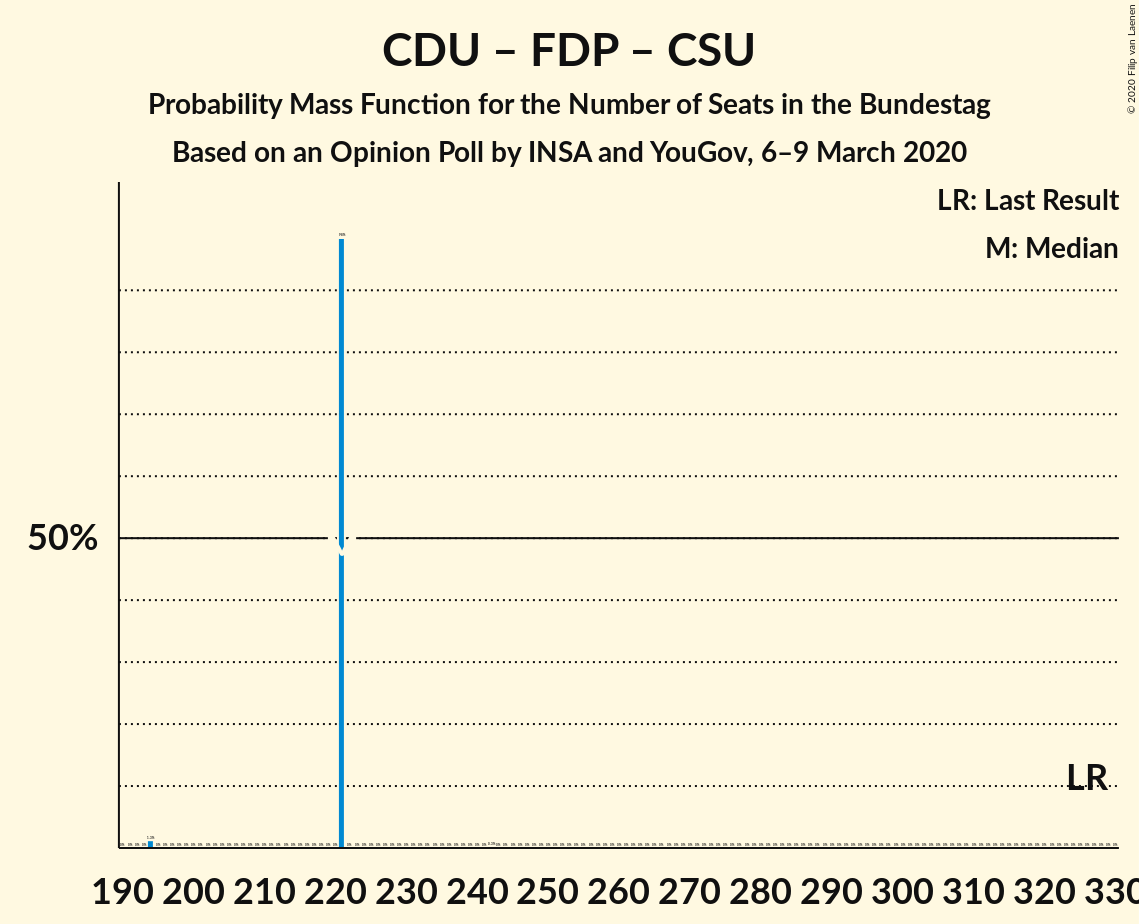 CDU – FDP – CSU
Probability Mass Function for the Number of Seats in the Bundestag
Based on an Opinion Poll by INSA and YouGov, 6–9 March 2020
© 2020 Filip van Laenen
LR: Last Result
M: Median
50%
LR
190 200 210 220 230 240 250 260 270 280 290 300 310 320 330